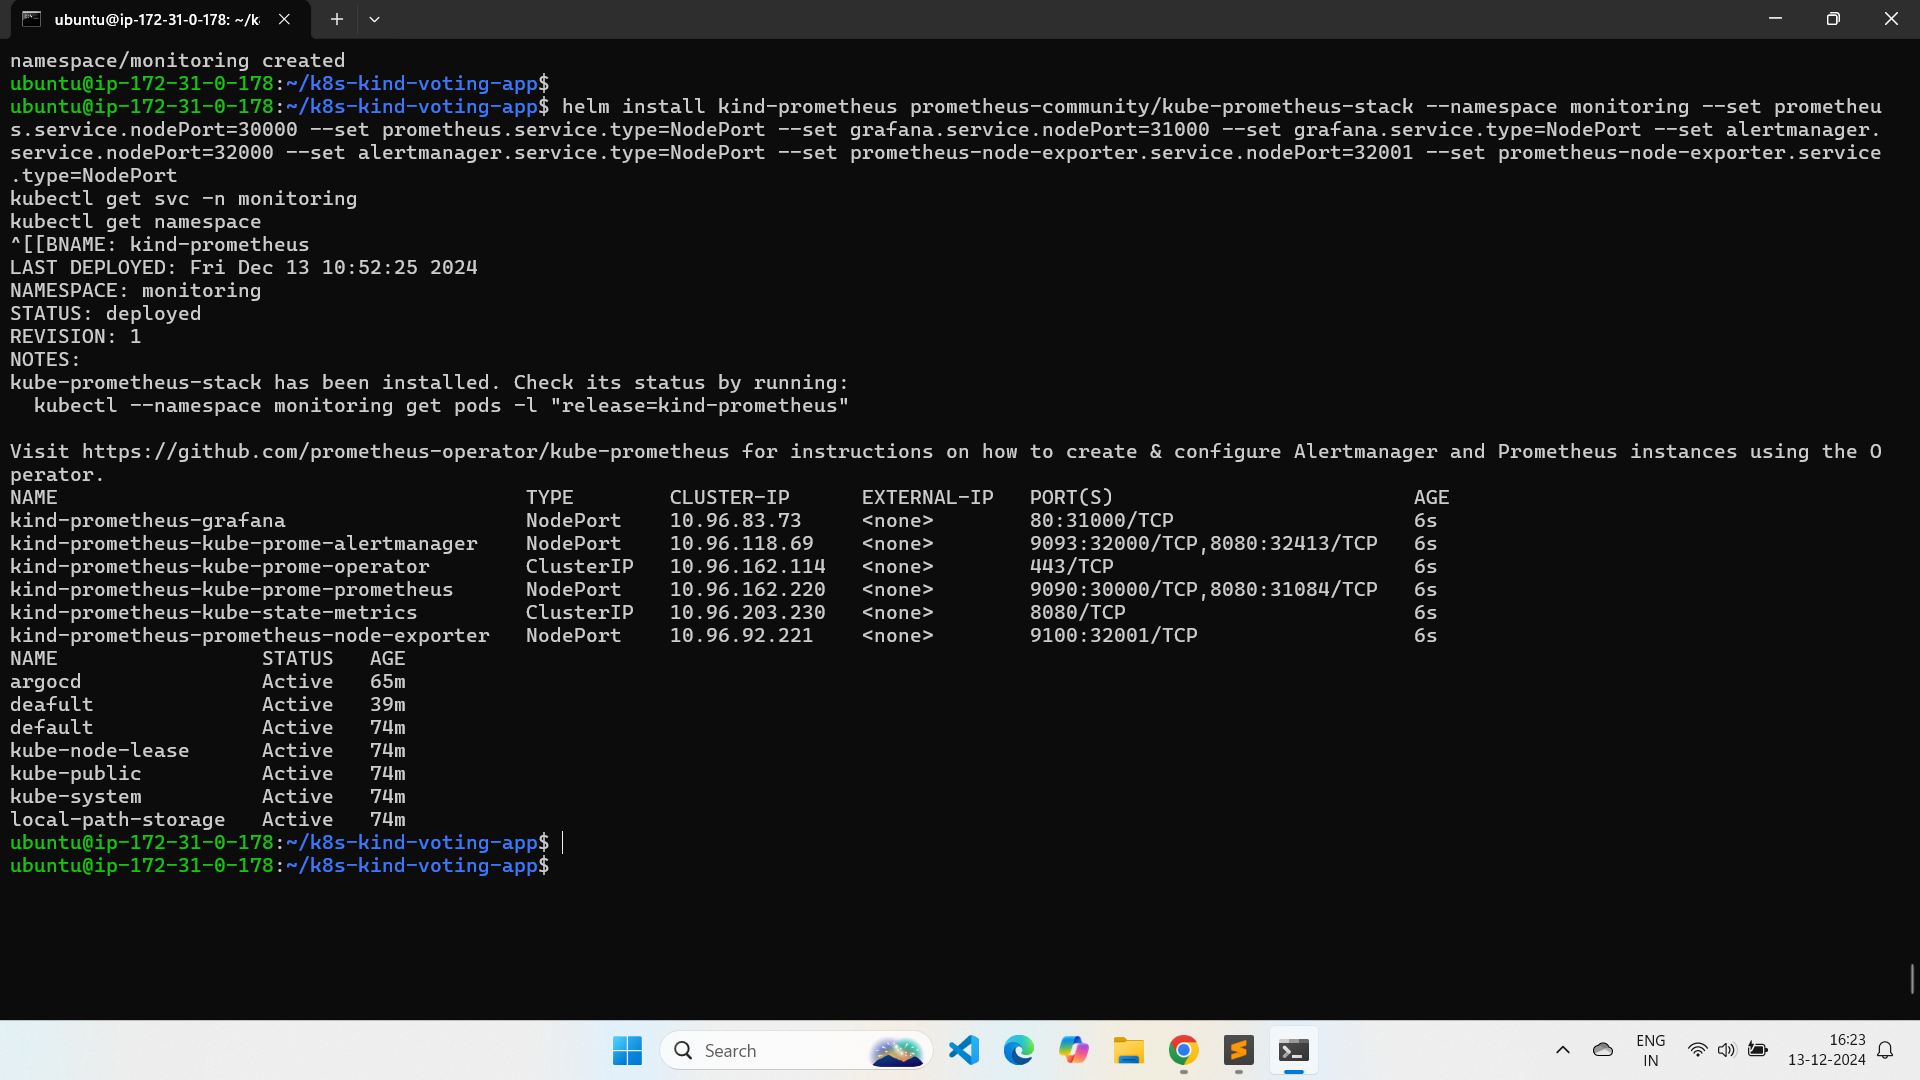 ubuntu@ip-172-31-0-178: ~/k
namespace/monitoring created
ubuntu@ip-172-31-0-178:~/k8s-kind-voting-app$
ubuntu@ip-172-31-0-178:~/k8s-kind-voting-app$ helm install kind-prometheus prometheus-community/kube-prometheus-stack --namespace monitoring --set prometheu
s.service.nodePort=30000 --set prometheus.service.type=NodePort --set grafana.service.nodePort=31000 --set grafana.service.type=NodePort --set alertmanager.
service.nodePort=32000 --set alertmanager.service.type=NodePort --set prometheus-node-exporter.service.nodePort=32001 --set prometheus-node-exporter.service
.type=NodePort
kubectl get svc -n monitoring
kubectl get namespace
^[[BNAME: kind-prometheus
LAST DEPLOYED: Fri Dec 13 10:52:25 2024
NAMESPACE: monitoring
STATUS: deployed
REVISION: 1
NOTES:
kube-prometheus-stack has been installed. Check its status by running:
  kubectl --namespace monitoring get pods -l "release=kind-prometheus"

Visit https://github.com/prometheus-operator/kube-prometheus for instructions on how to create & configure Alertmanager and Prometheus instances using the O
perator.
NAME                                       TYPE        CLUSTER-IP      EXTERNAL-IP   PORT(S)                         AGE
kind-prometheus-grafana                    NodePort    10.96.83.73     <none>        80:31000/TCP                    6s
kind-prometheus-kube-prome-alertmanager    NodePort    10.96.118.69    <none>        9093:32000/TCP,8080:32413/TCP   6s
kind-prometheus-kube-prome-operator        ClusterIP   10.96.162.114   <none>        443/TCP                         6s
kind-prometheus-kube-prome-prometheus      NodePort    10.96.162.220   <none>        9090:30000/TCP,8080:31084/TCP   6s
kind-prometheus-kube-state-metrics         ClusterIP   10.96.203.230   <none>        8080/TCP                        6s
kind-prometheus-prometheus-node-exporter   NodePort    10.96.92.221    <none>        9100:32001/TCP                  6s
NAME                 STATUS   AGE
argocd               Active   65m
deafult              Active   39m
default              Active   74m
kube-node-lease      Active   74m
kube-public          Active   74m
kube-system          Active   74m
local-path-storage   Active   74m
ubuntu@ip-172-31-0-178:~/k8s-kind-voting-app$
ubuntu@ip-172-31-0-178:~/k8s-kind-voting-app$
Search
ENG
IN
16:23
13-12-2024